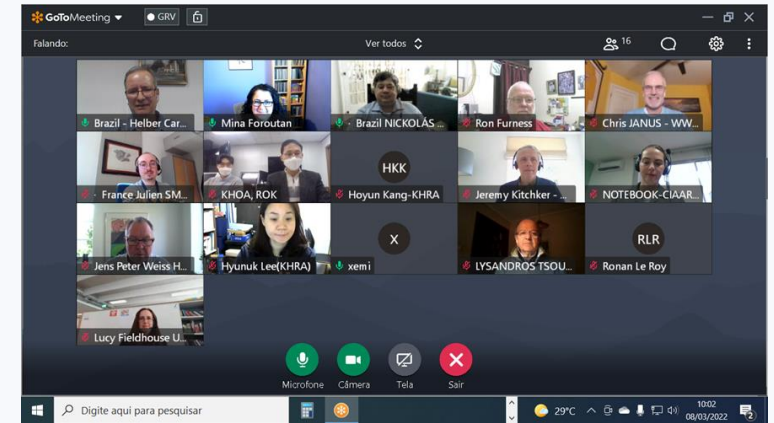 GoToMeeting
GRV
Falando:
Ver todos
16
Brazil - Helber Car...
Mina Foroutan
- Brazil NICKOLÁS ...
Ron Furness
Chris JANUS - WW...
- France Julien SM...
KHOA, ROK
HKK
Hoyun Kang-KHRA
Jeremy Kitchker - ...
NOTEBOOK-CIAAR...
Jens Peter Weiss H...
Hyunuk Lee(KHRA)
X
xemi
LYSANDROS TSOU...
RLR
Ronan Le Roy
Lucy Fieldhouse U...
Microfone
Câmera
Tela
Sair
Digite aqui para pesquisar
29°C
10:02
08/03/2022
2